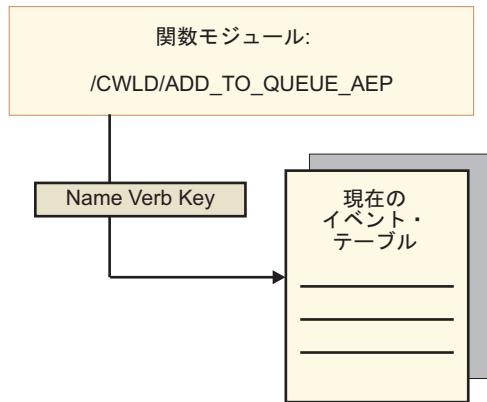 関数モジュール:
/CWLD/ADD_TO_QUEUE_AEP
Name Verb Key
現在の
イベント・
テーブル